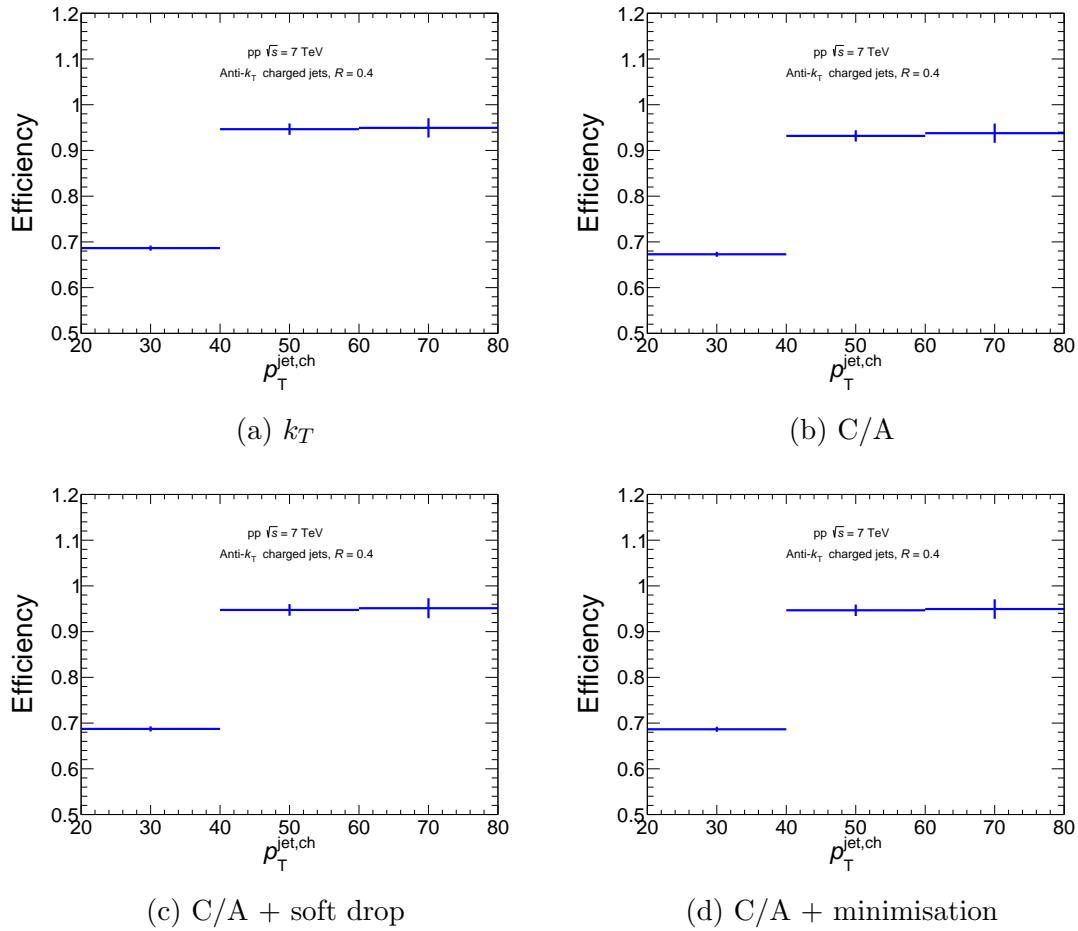 1.2
1.1
1
0.9
0.8
0.7
0.6
0.5
Efficiency
pp √s = 7 TeV
Anti-k_T charged jets, R = 0.4
20 30 40 50 60 70 80
p_T^jet,ch
(a) k_T
1.2
1.1
1
0.9
0.8
0.7
0.6
0.5
Efficiency
pp √s = 7 TeV
Anti-k_T charged jets, R = 0.4
20 30 40 50 60 70 80
p_T^jet,ch
(b) C/A
1.2
1.1
1
0.9
0.8
0.7
0.6
0.5
Efficiency
pp √s = 7 TeV
Anti-k_T charged jets, R = 0.4
20 30 40 50 60 70 80
p_T^jet,ch
(c) C/A + soft drop
1.2
1.1
1
0.9
0.8
0.7
0.6
0.5
Efficiency
pp √s = 7 TeV
Anti-k_T charged jets, R = 0.4
20 30 40 50 60 70 80
p_T^jet,ch
(d) C/A + minimisation